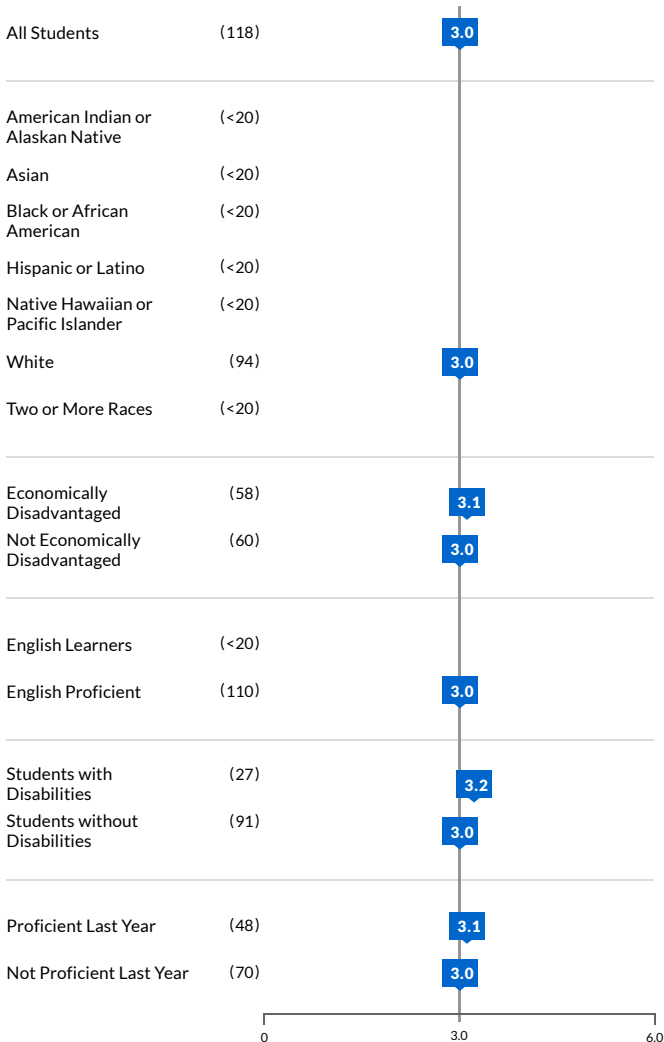 All Students (118) 3.0
American Indian or (<20)
Alaskan Native
Asian (<20)
Black or African (<20)
American
Hispanic or Latino (<20)
Native Hawaiian or (<20)
Pacific Islander
White (94) 3.0
Two or More Races (<20)
Economically (58) 3.1
Disadvantaged
Not Economically (60) 3.0
Disadvantaged
English Learners (<20)
English Proficient (110) 3.0
Students with (27) 3.2
Disabilities
Students without (91) 3.0
Disabilities
Proficient Last Year (48) 3.1
Not Proficient Last Year (70) 3.0
0 3.0 6.0